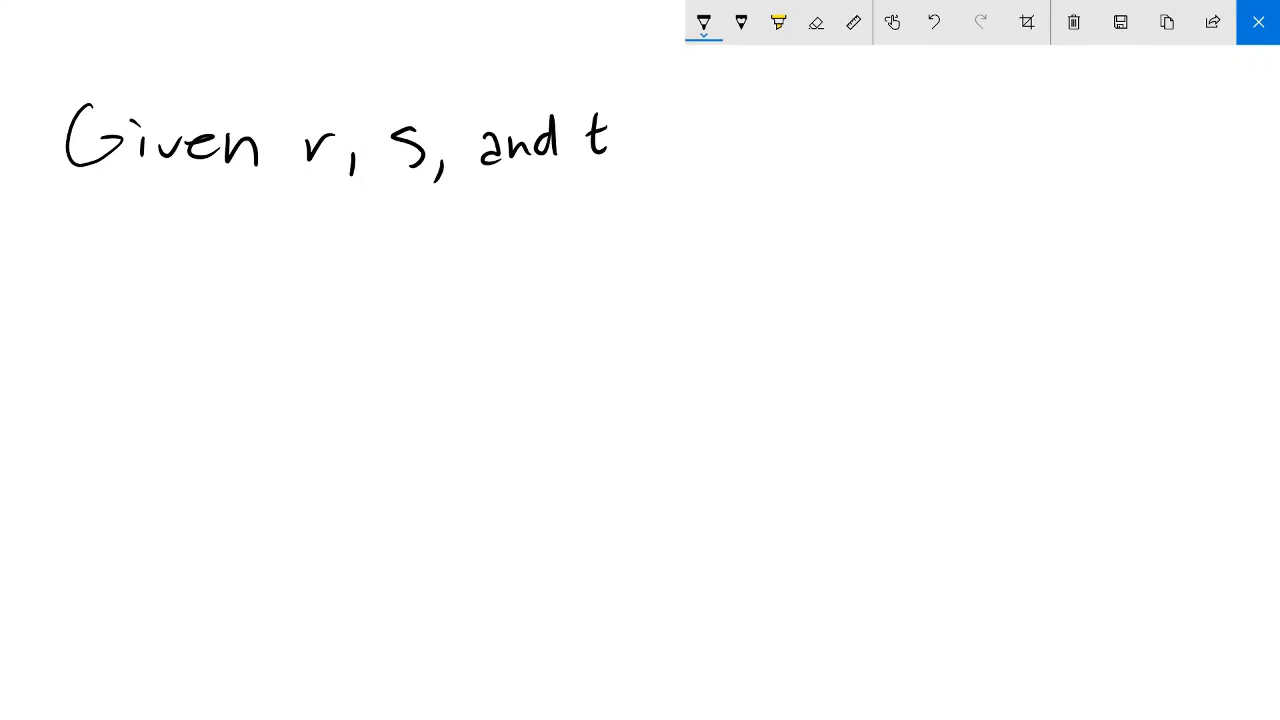 Given r, s, and t